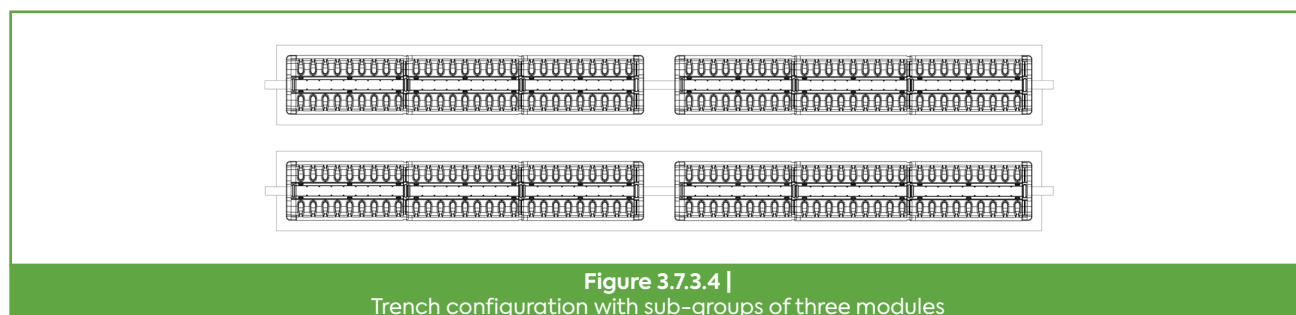 Figure 3.7.3.4 |
Trench configuration with sub-groups of three modules